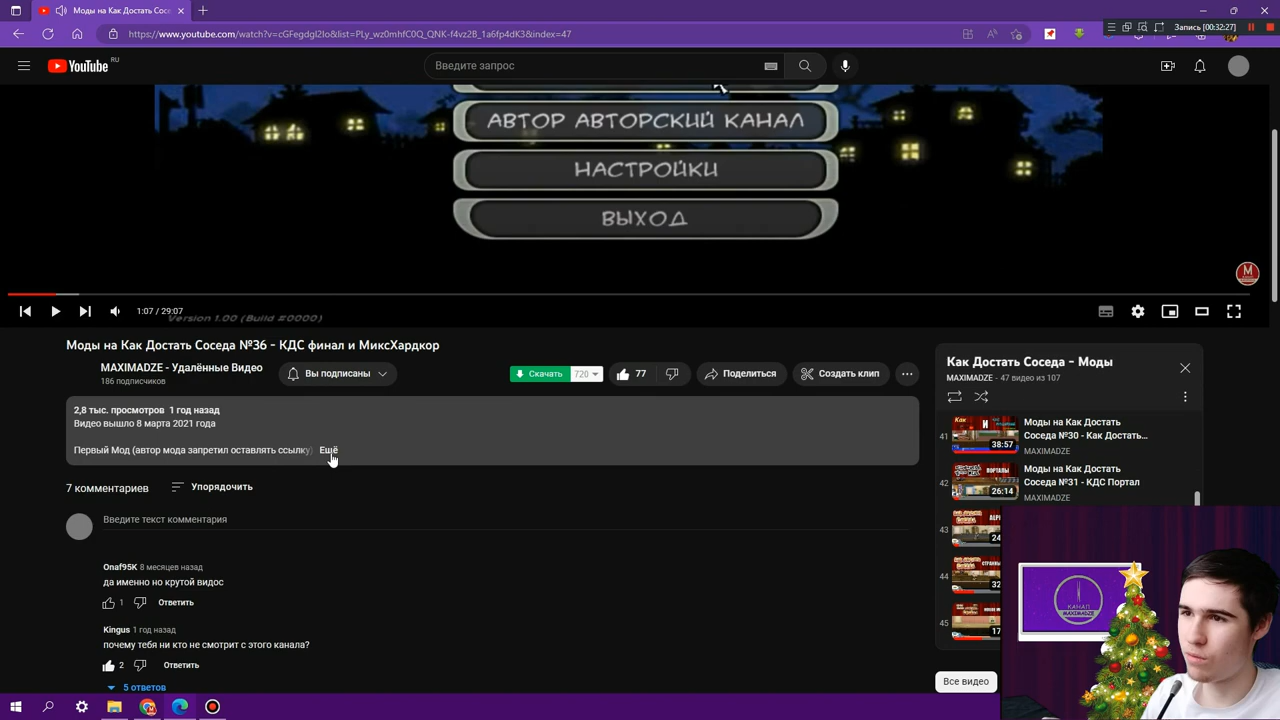 Моды на Как Достать Сосе
Запись [00:32:27]
https://www.youtube.com/watch?v=cGFegdgI2Io&list=PLy_wz0mhfC0Q_QNK-f4vz2B_1a6fp4dK3&index=47
YouTube RU
Введите запрос
АВТОР АВТОРСКИЙ КАНАЛ
НАСТРОЙКИ
ВЫХОД
M
1:07 / 29:07
Version 1.00 (Build #0000)
Моды на Как Достать Соседа №36 - КДС финал и МиксХардкор
MAXIMADZE - Удалённые Видео
186 подписчиков
Вы подписаны
Скачать 720
77
Поделиться
Создать клип
2,8 тыс. просмотров 1 год назад
Видео вышло 8 марта 2021 года
Первый Мод (автор мода запретил оставлять ссылку) Ещё
7 комментариев
Упорядочить
Введите текст комментария
Onaf95K 8 месяцев назад
да именно но крутой видос
1
Ответить
Kingus 1 год назад
почему тебя ни кто не смотрит с этого канала?
2
Ответить
5 ответов
Как Достать Соседа - Моды
MAXIMADZE - 47 видео из 107
41
38:57
Моды на Как Достать
Соседа №30 - Как Достать...
MAXIMADZE
42
ПОРТАЛЫ
26:14
Моды на Как Достать
Соседа №31 - КДС Портал
MAXIMADZE
43
24
44
32
45
17
Все видео
КАНАЛ
MAXIMADZE